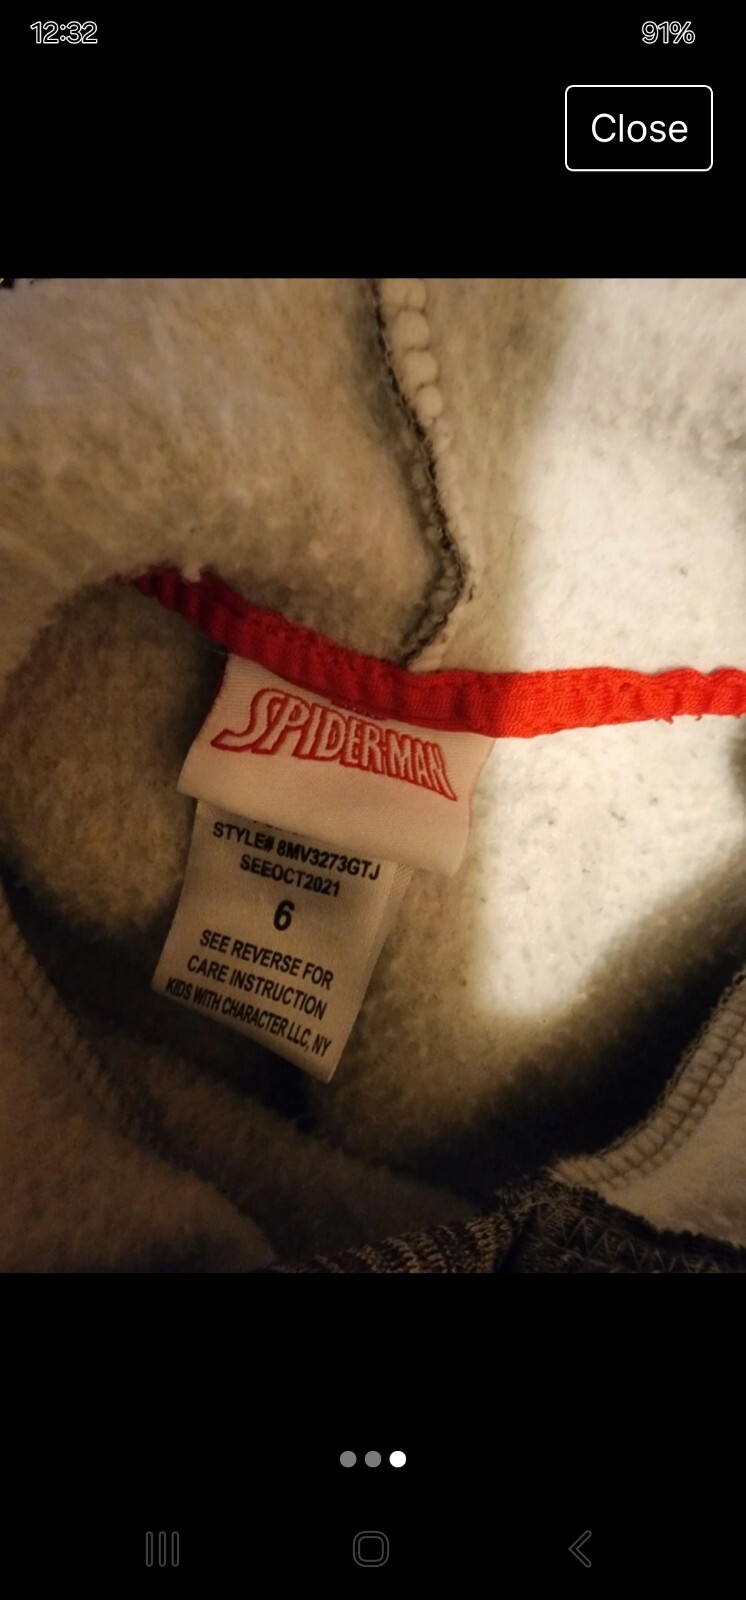 12:32
91%
Close
SPIDER-MAN
STYLE# 8MV3273GTJ
SEEOCT2021
6
SEE REVERSE FOR
CARE INSTRUCTION
KIDS WITH CHARACTER LLC, NY